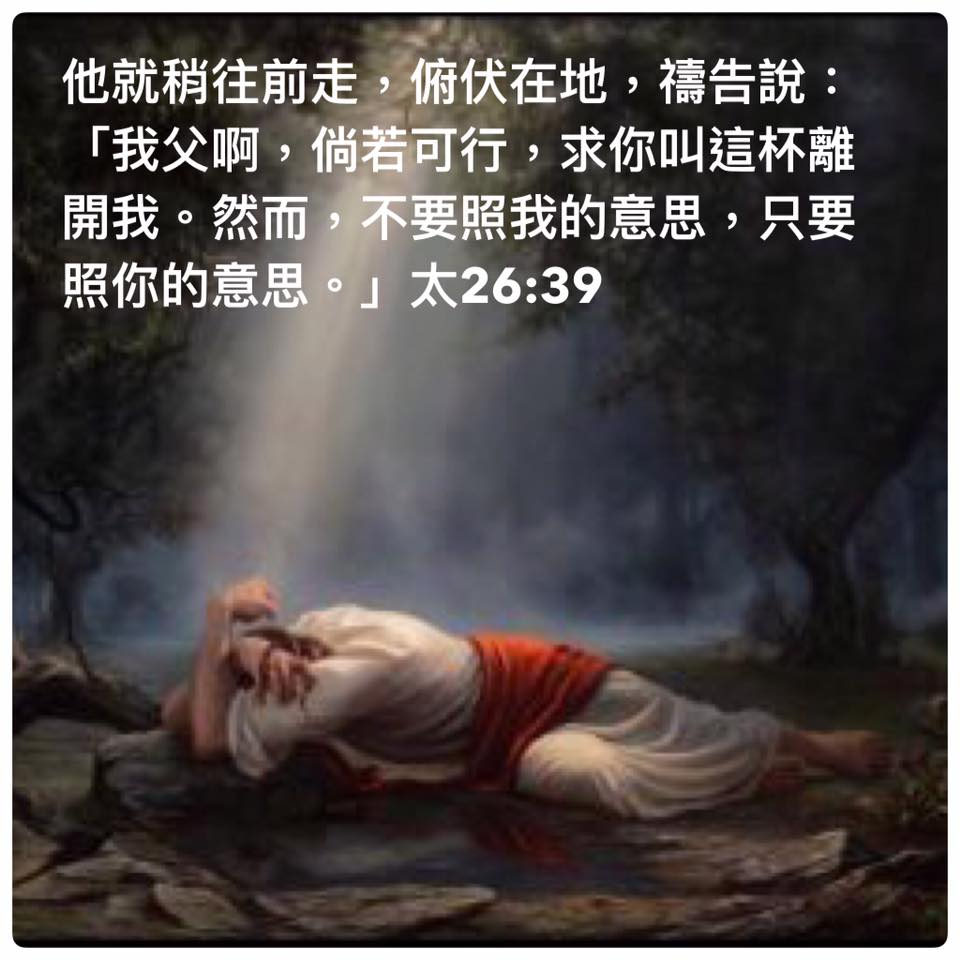 他就稍往前走，俯伏在地，禱告說：
「我父啊，倘若可行，求你叫這杯離
開我。然而，不要照我的意思，只要
照你的意思。」太26:39